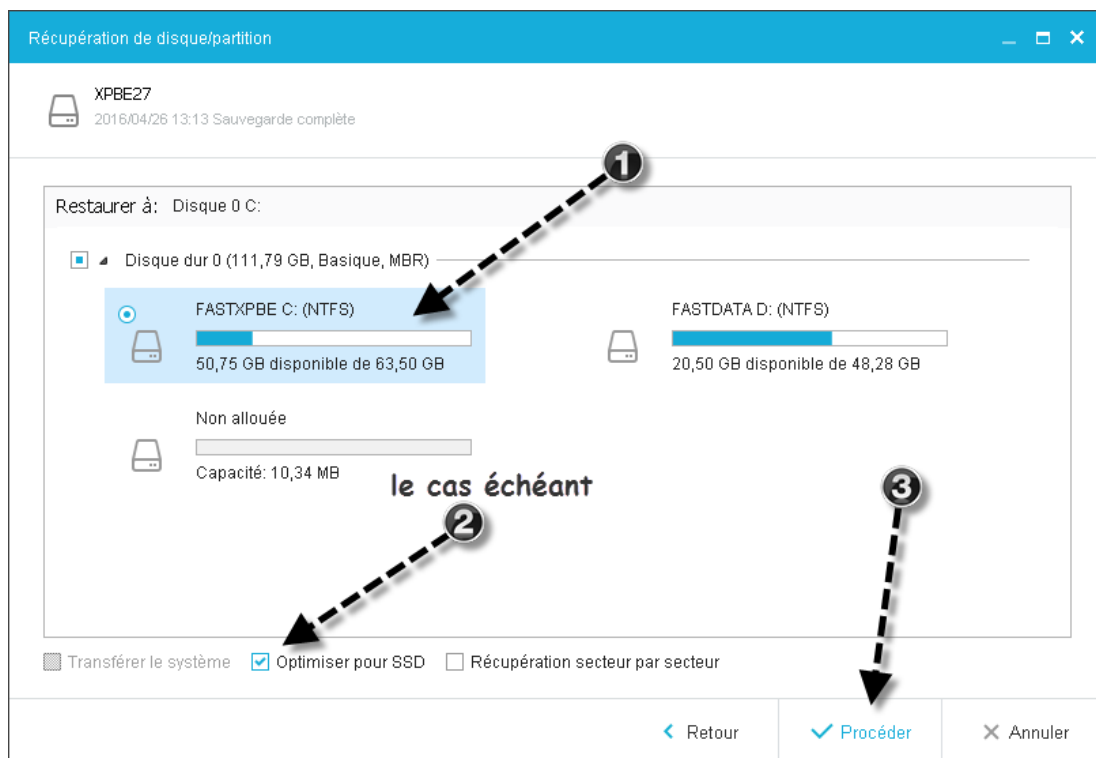 Récupération de disque/partition
XPBE27
2016/04/26 13:13 Sauvegarde complète
1
Restaurer à: Disque 0 C:
Disque dur 0 (111,79 GB, Basique, MBR)
FASTXPBE C: (NTFS)
50,75 GB disponible de 63,50 GB
FASTDATA D: (NTFS)
20,50 GB disponible de 48,28 GB
Non allouée
Capacité: 10,34 MB
le cas échéant
2
3
Transférer le système
Optimiser pour SSD
Récupération secteur par secteur
Retour
Procéder
Annuler